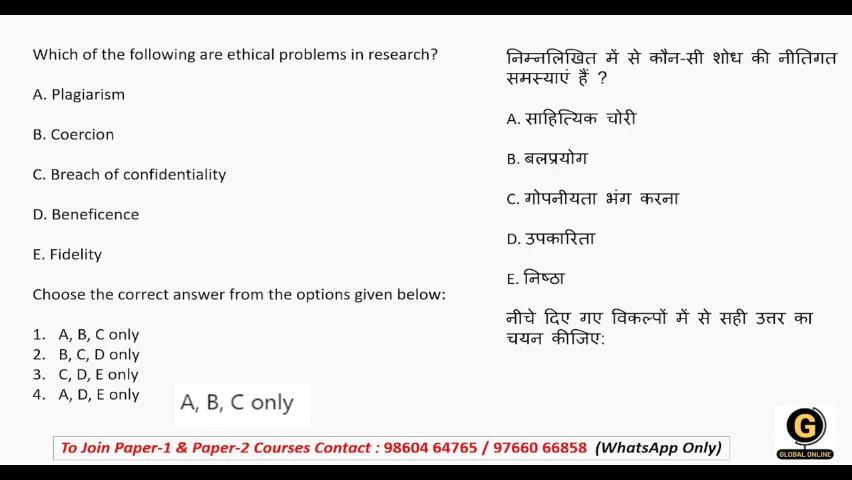 Which of the following are ethical problems in research?
A. Plagiarism
B. Coercion
C. Breach of confidentiality
D. Beneficence
E. Fidelity
Choose the correct answer from the options given below:
1. A, B, C only
2. B, C, D only
3. C, D, E only
4. A, D, E only
A, B, C only
निम्नलिखित में से कौन-सी शोध की नीतिगत
समस्याएं हैं ?
A. साहित्यिक चोरी
B. बलप्रयोग
C. गोपनीयता भंग करना
D. उपकारिता
E. निष्ठा
नीचे दिए गए विकल्पों में से सही उत्तर का
चयन कीजिए:
To Join Paper-1 & Paper-2 Courses Contact : 98604 64765 / 97660 66858 (WhatsApp Only)
G
GLOBAL ONLINE